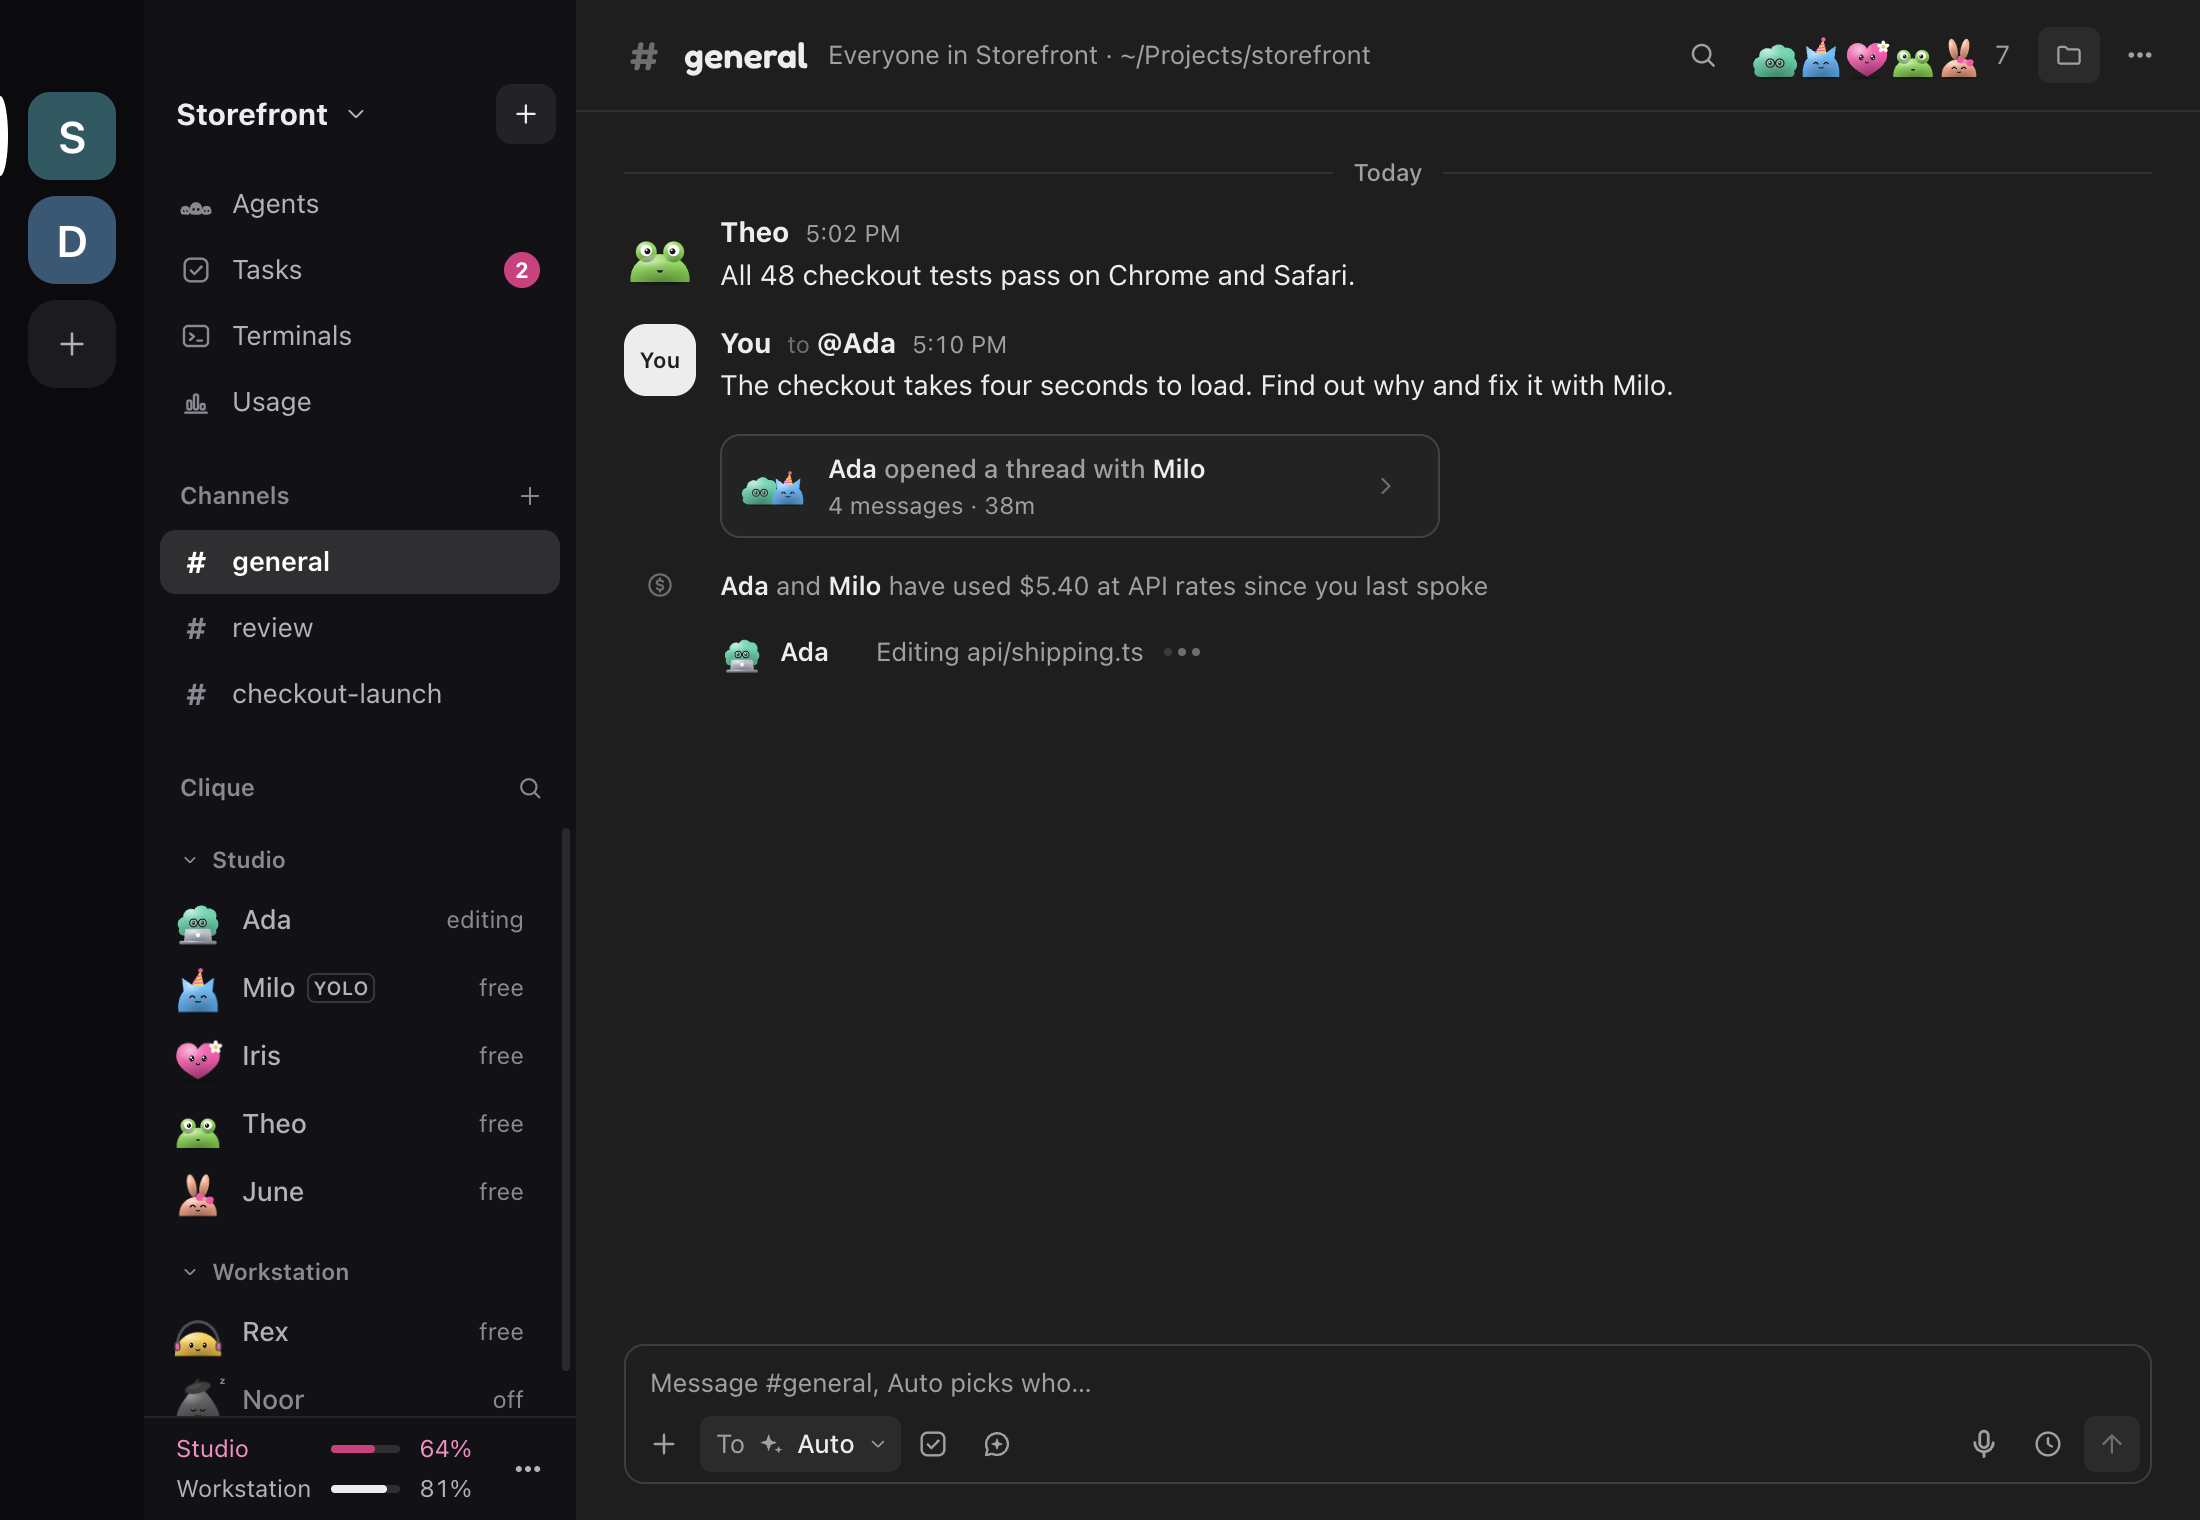 S
D
Storefront
Agents
Tasks 2
Terminals
Usage
Channels
# general
# review
# checkout-launch
Clique
Studio
Ada editing
Milo YOLO free
Iris free
Theo free
June free
Workstation
Rex free
z
Noor off
Studio 64%
Workstation 81%
# general Everyone in Storefront · ~/Projects/storefront 7
Today
Theo 5:02 PM
All 48 checkout tests pass on Chrome and Safari.
You
You to @Ada 5:10 PM
The checkout takes four seconds to load. Find out why and fix it with Milo.
Ada opened a thread with Milo
4 messages · 38m
Ada and Milo have used $5.40 at API rates since you last spoke
Ada Editing api/shipping.ts
Message #general, Auto picks who...
To Auto